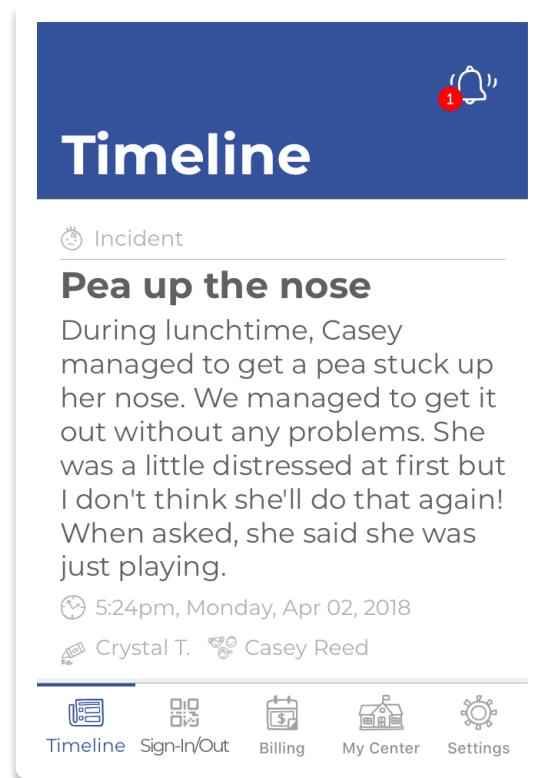 1
Timeline
Incident
Pea up the nose
During lunchtime, Casey
managed to get a pea stuck up
her nose. We managed to get it
out without any problems. She
was a little distressed at first but
I don't think she'll do that again!
When asked, she said she was
just playing.
5:24pm, Monday, Apr 02, 2018
Crystal T. Casey Reed
Timeline Sign-In/Out Billing My Center Settings